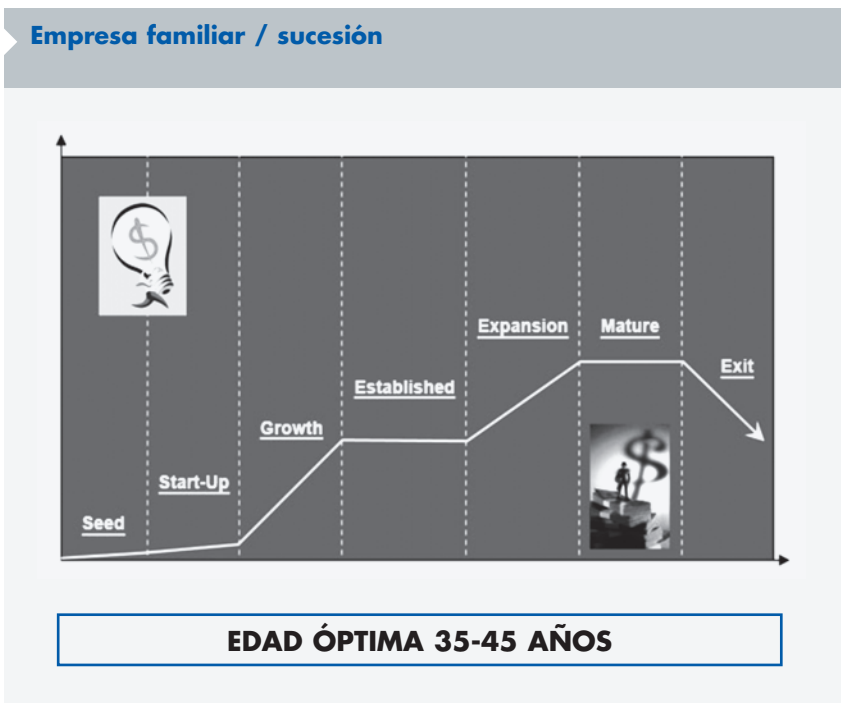 Empresa familiar / sucesión
Seed
Start-Up
Growth
Established
Expansion
Mature
Exit
$
$
EDAD ÓPTIMA 35-45 AÑOS